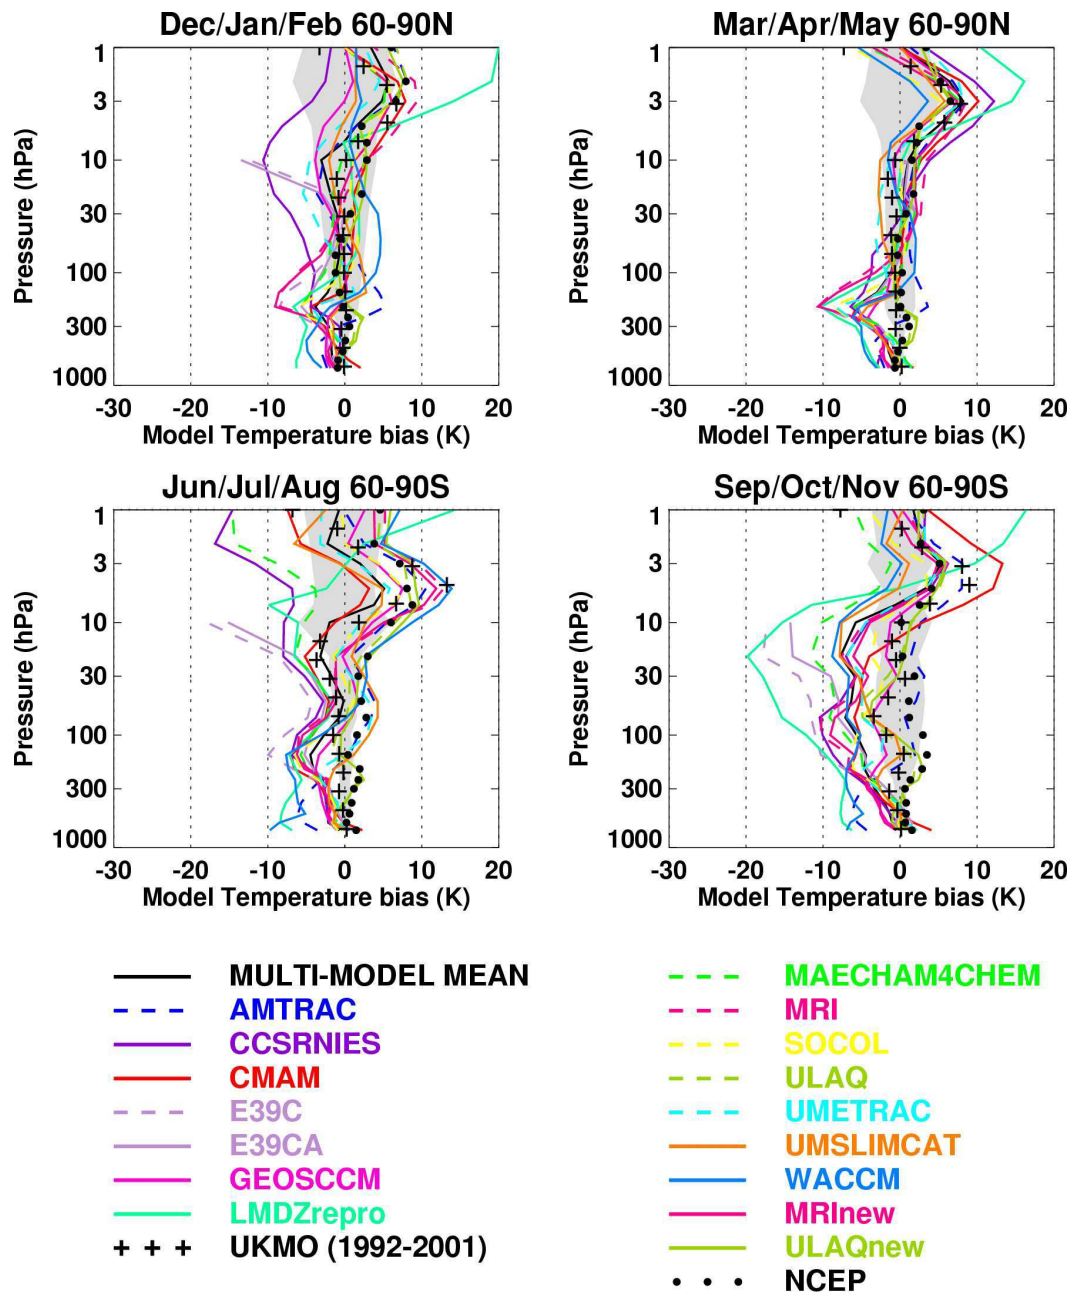 Dec/Jan/Feb 60-90N
Mar/Apr/May 60-90N
1
3
10
30
100
300
1000
Pressure (hPa)
-30 -20 -10 0 10 20
Model Temperature bias (K)
1
3
10
30
100
300
1000
Pressure (hPa)
-30 -20 -10 0 10 20
Model Temperature bias (K)
Jun/Jul/Aug 60-90S
Sep/Oct/Nov 60-90S
1
3
10
30
100
300
1000
Pressure (hPa)
-30 -20 -10 0 10 20
Model Temperature bias (K)
1
3
10
30
100
300
1000
Pressure (hPa)
-30 -20 -10 0 10 20
Model Temperature bias (K)
MULTI-MODEL MEAN
AMTRAC
CCSRNIES
CMAM
E39C
E39CA
GEOSCCM
LMDZrepro
UKMO (1992-2001)
MAECHAM4CHEM
MRI
SOCOL
ULAQ
UMETRAC
UMSLIMCAT
WACCM
MRInew
ULAQnew
NCEP